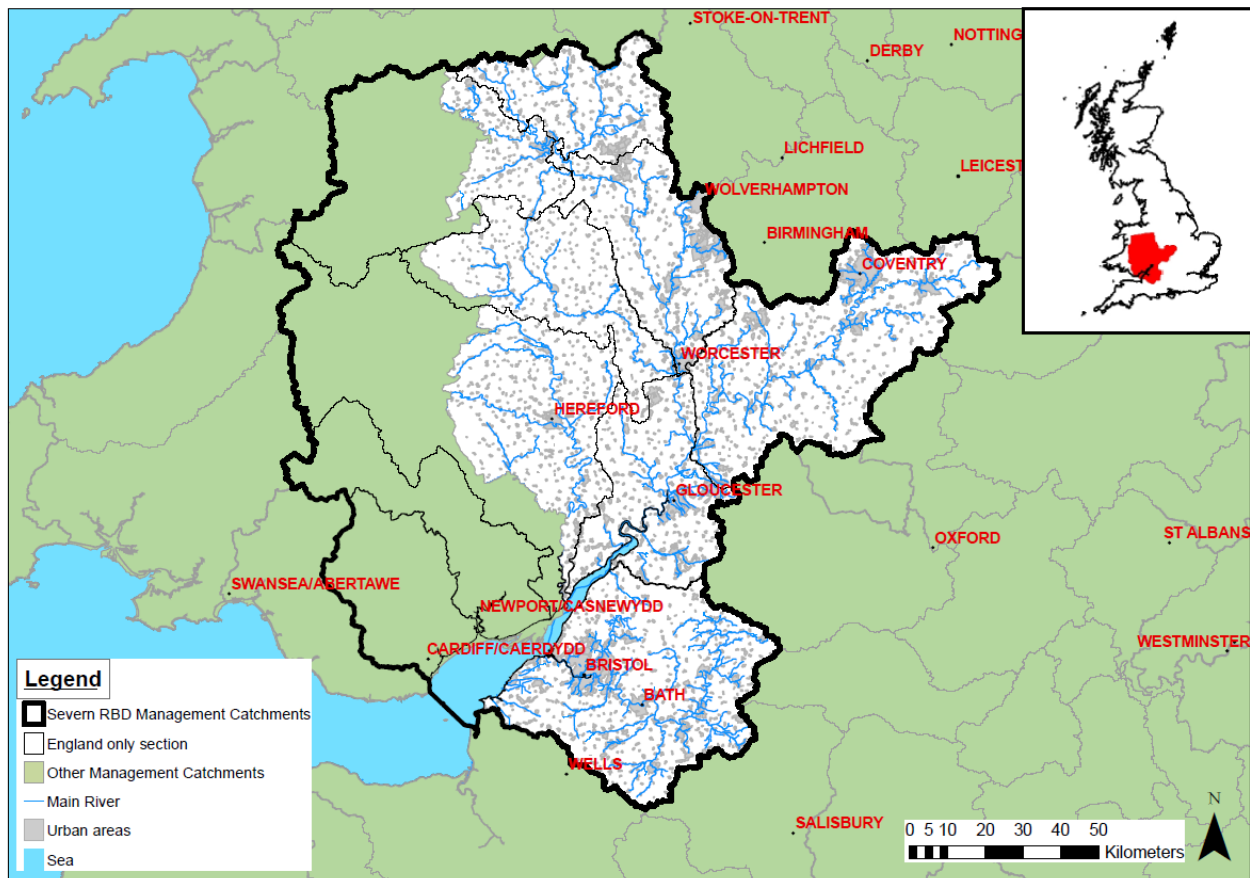 STOKE-ON-TRENT
NOTTING
DERBY
LICHFIELD
LEICEST
WOLVERHAMPTON
BIRMINGHAM
COVENTRY
WORCESTER
HEREFORD
GLOUCESTER
OXFORD
ST ALBANS
SWANSEA/ABERTAWE
NEWPORT/CASNEWYDD
CARDIFF/CAERDYDD
WESTMINSTER
BRISTOL
BATH
WELLS
SALISBURY
Legend
Severn RBD Management Catchments
England only section
Other Management Catchments
Main River
Urban areas
Sea
N
0 5 10 20 30 40 50
Kilometers